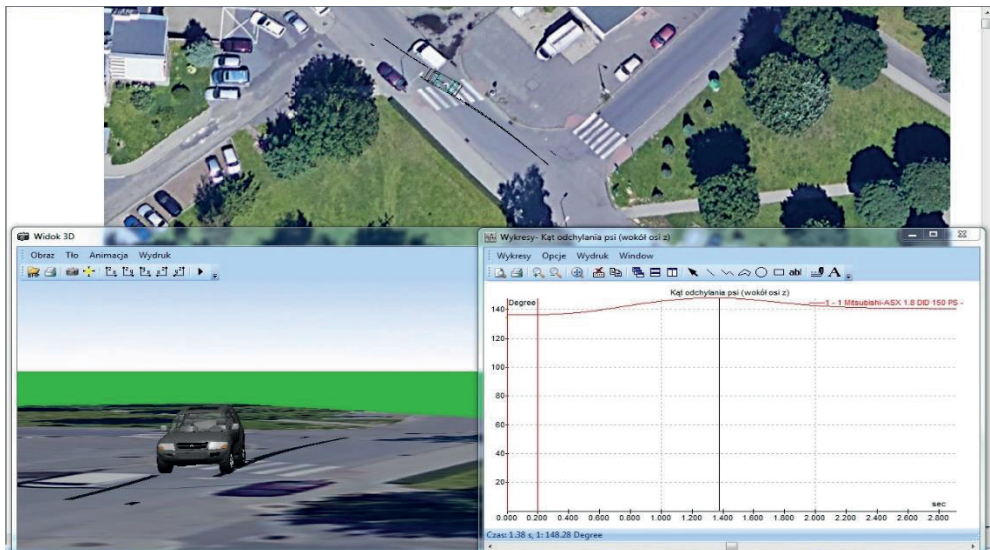 Widok 3D
Obraz Tło Animacja Wydruk
Wykresy- Kąt odchylania psi (wokół osi z)
Wykresy Opcje Wydruk Window
abl A
Kąt odchylania psi (wokół osi z)
Degree
1 - 1 Mitsubishi-ASX 1.8 DID 150 PS -
140
120
100
80
60
40
20
sec
0.000 0.200 0.400 0.600 0.800 1.000 1.200 1.400 1.600 1.800 2.000 2.200 2.400 2.600 2.800
Czas: 1.38 s, 1: 148.28 Degree